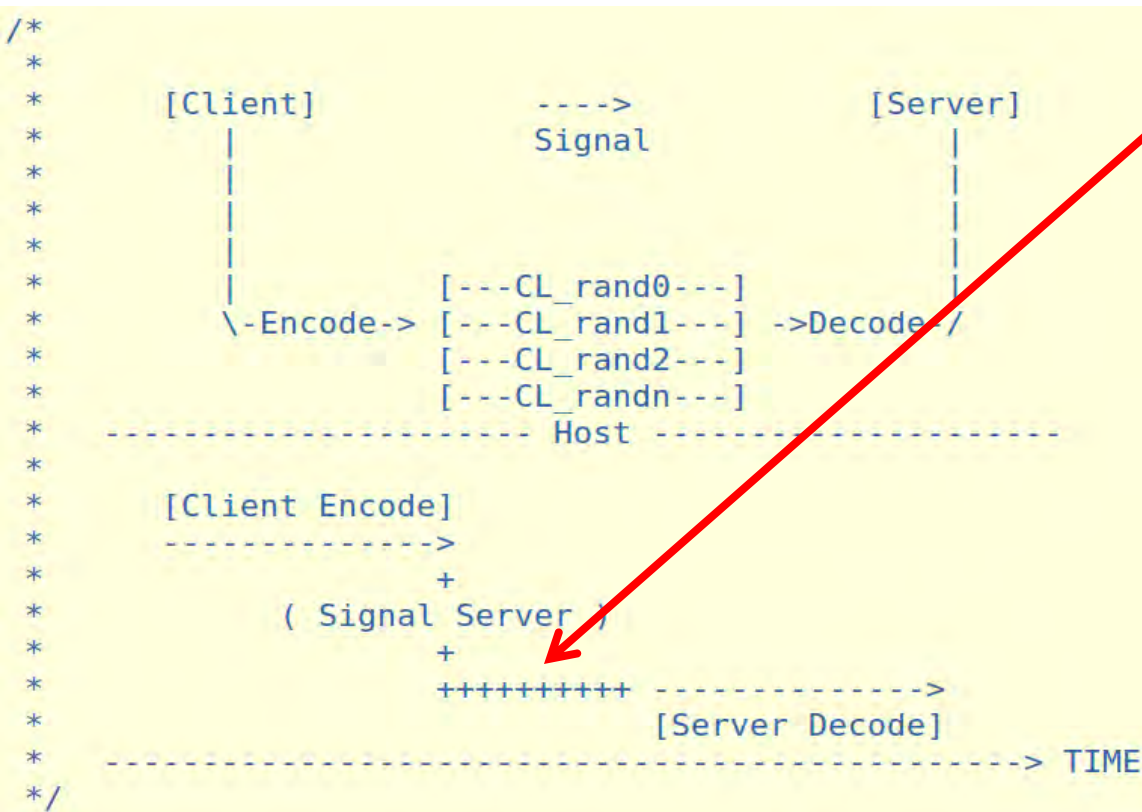 /*
*
* [Client] ----> [Server]
* | Signal |
* | |
* | |
* | |
* | [---CL_rand0---] |
* \-Encode-> [---CL_rand1---] ->Decode-/
* [---CL_rand2---]
* [---CL_randn---]
* ---------------------- Host ---------------------
*
* [Client Encode]
* -------------->
* +
* ( Signal Server )
* +
* ++++++++++ -------------->
* [Server Decode]
* -----------------------------------------------> TIME
*/